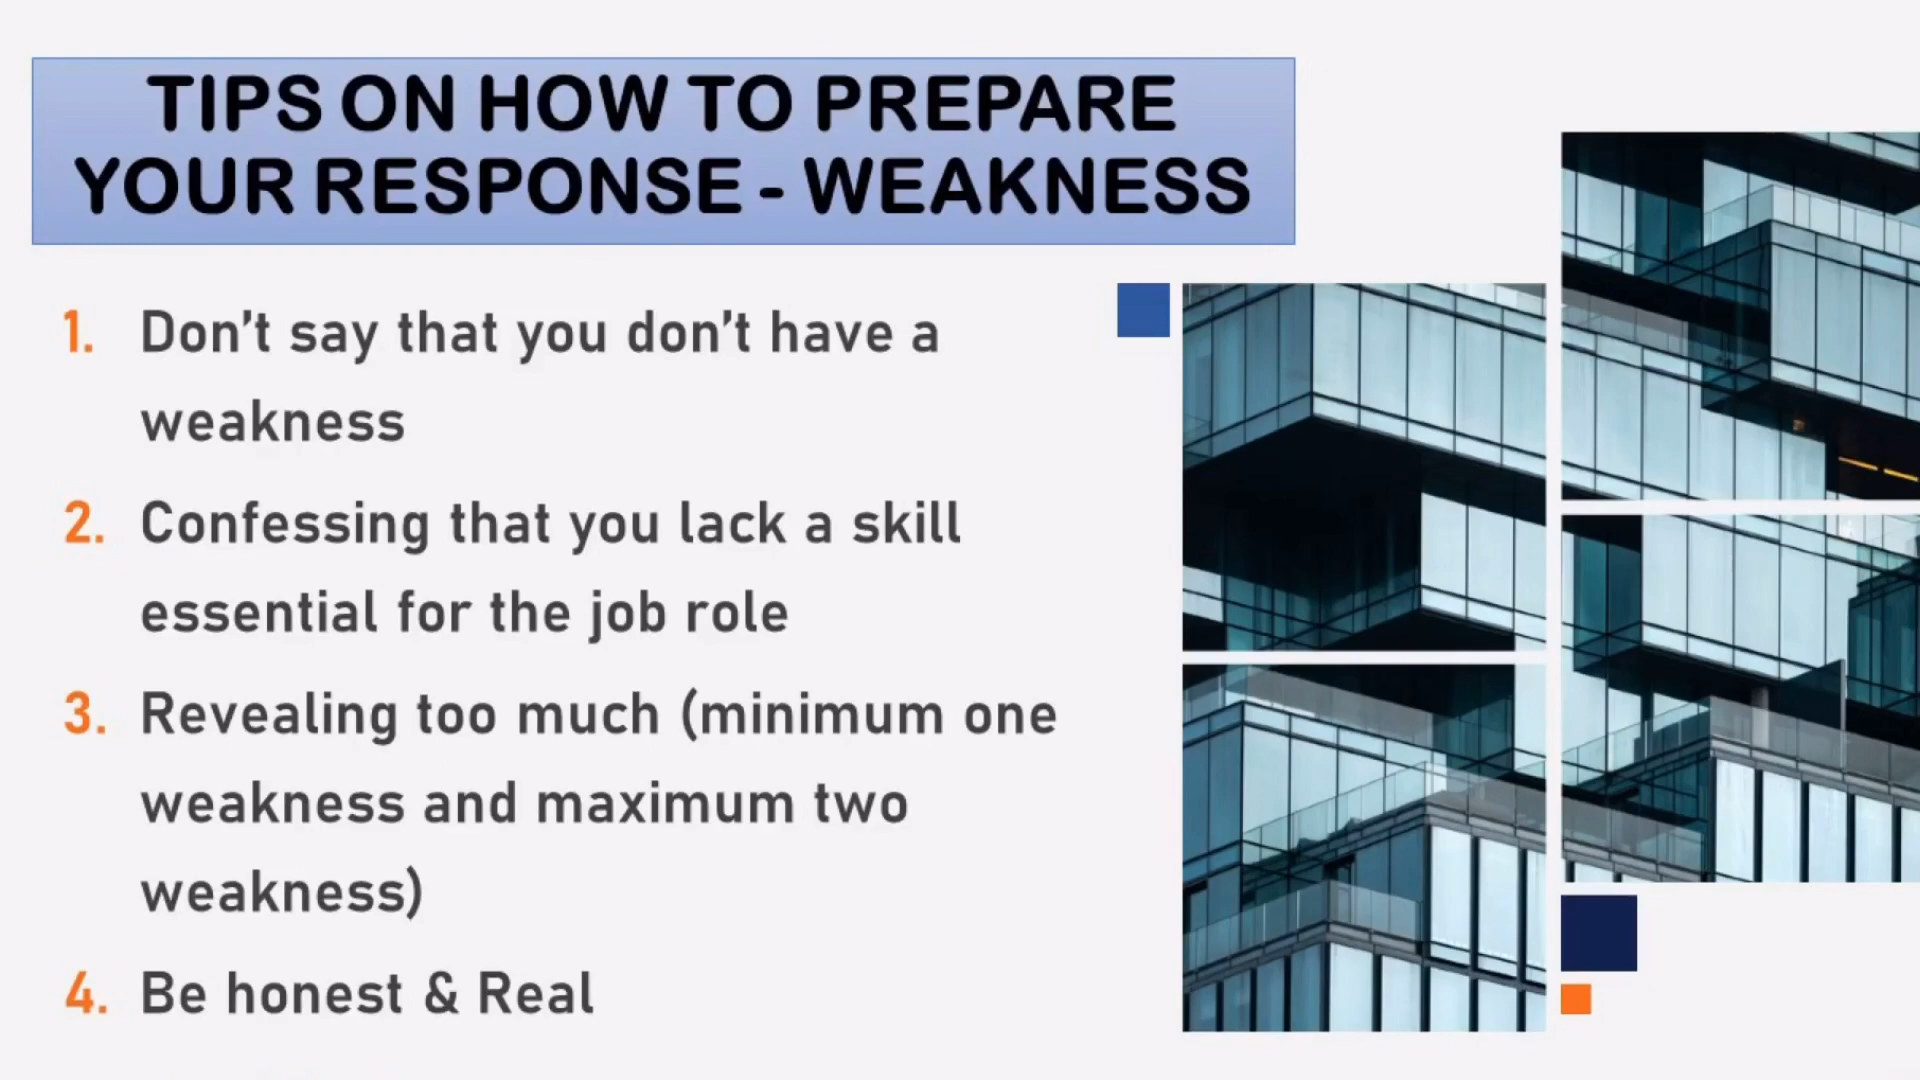 TIPS ON HOW TO PREPARE
YOUR RESPONSE - WEAKNESS
1. Don't say that you don't have a
weakness
2. Confessing that you lack a skill
essential for the job role
3. Revealing too much (minimum one
weakness and maximum two
weakness)
4. Be honest & Real